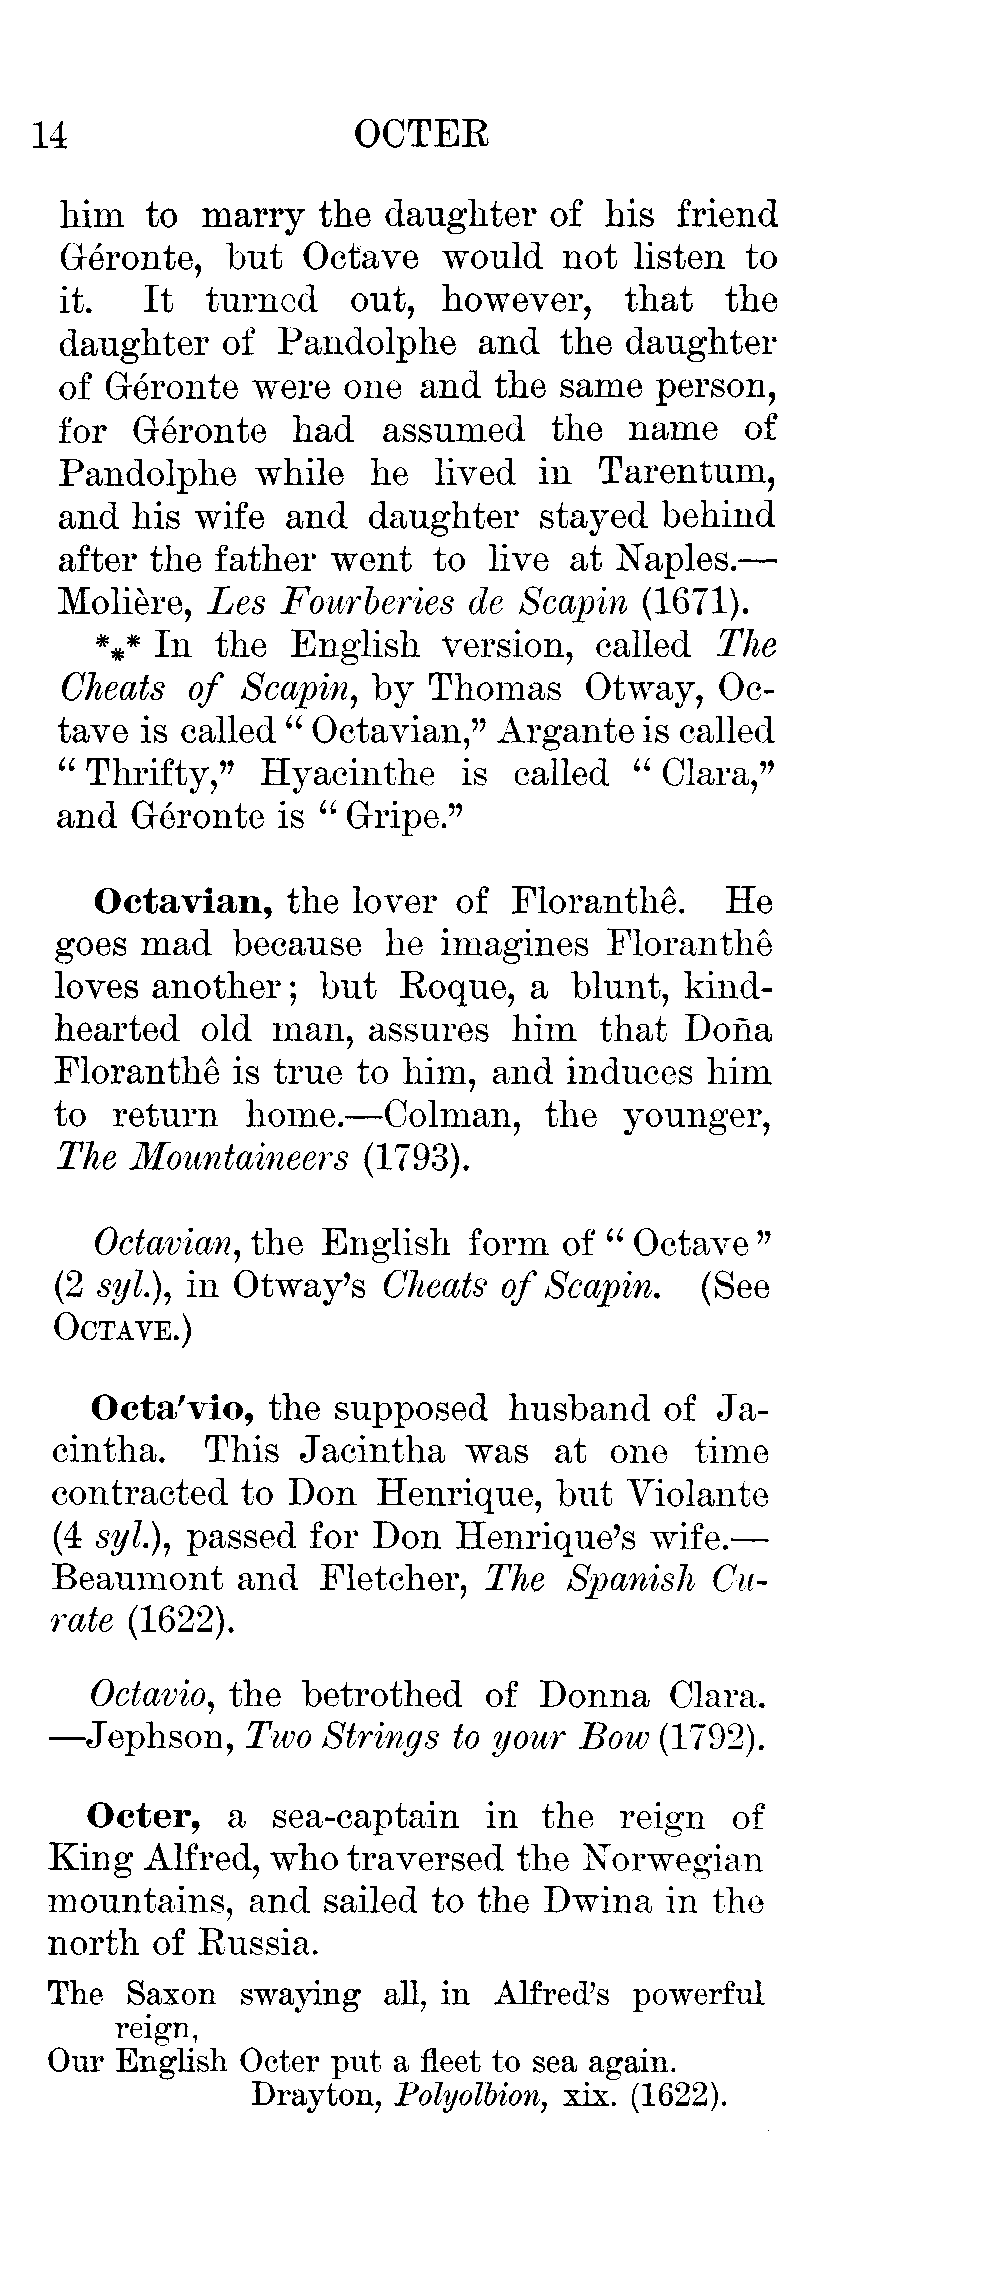 14 OCTER
him to marry the daughter of his friend
Géronte, but Octave would not listen to
it. It turned out, however, that the
daughter of Pandolphe and the daughter
of Géronte were one and the same person,
for Géronte had assumed the name of
Pandolphe while he lived in Tarentum,
and his wife and daughter stayed behind
after the father went to live at Naples.—
Molière, Les Fourberies de Scapin (1671).
*⁎* In the English version, called The
Cheats of Scapin, by Thomas Otway, Oc-
tave is called “ Octavian,” Argante is called
“ Thrifty,” Hyacinthe is called “ Clara,”
and Géronte is “ Gripe.”
Octavian, the lover of Floranthê. He
goes mad because he imagines Floranthê
loves another; but Roque, a blunt, kind-
hearted old man, assures him that Doña
Floranthê is true to him, and induces him
to return home.—Colman, the younger,
The Mountaineers (1793).
Octavian, the English form of “ Octave ”
(2 syl.), in Otway’s Cheats of Scapin. (See
OCTAVE.)
Octa′vio, the supposed husband of Ja-
cintha. This Jacintha was at one time
contracted to Don Henrique, but Violante
(4 syl.), passed for Don Henrique’s wife.—
Beaumont and Fletcher, The Spanish Cu-
rate (1622).
Octavio, the betrothed of Donna Clara.
—Jephson, Two Strings to your Bow (1792).
Octer, a sea-captain in the reign of
King Alfred, who traversed the Norwegian
mountains, and sailed to the Dwina in the
north of Russia.
The Saxon swaying all, in Alfred’s powerful
reign,
Our English Octer put a fleet to sea again.
Drayton, Polyolbion, xix. (1622).